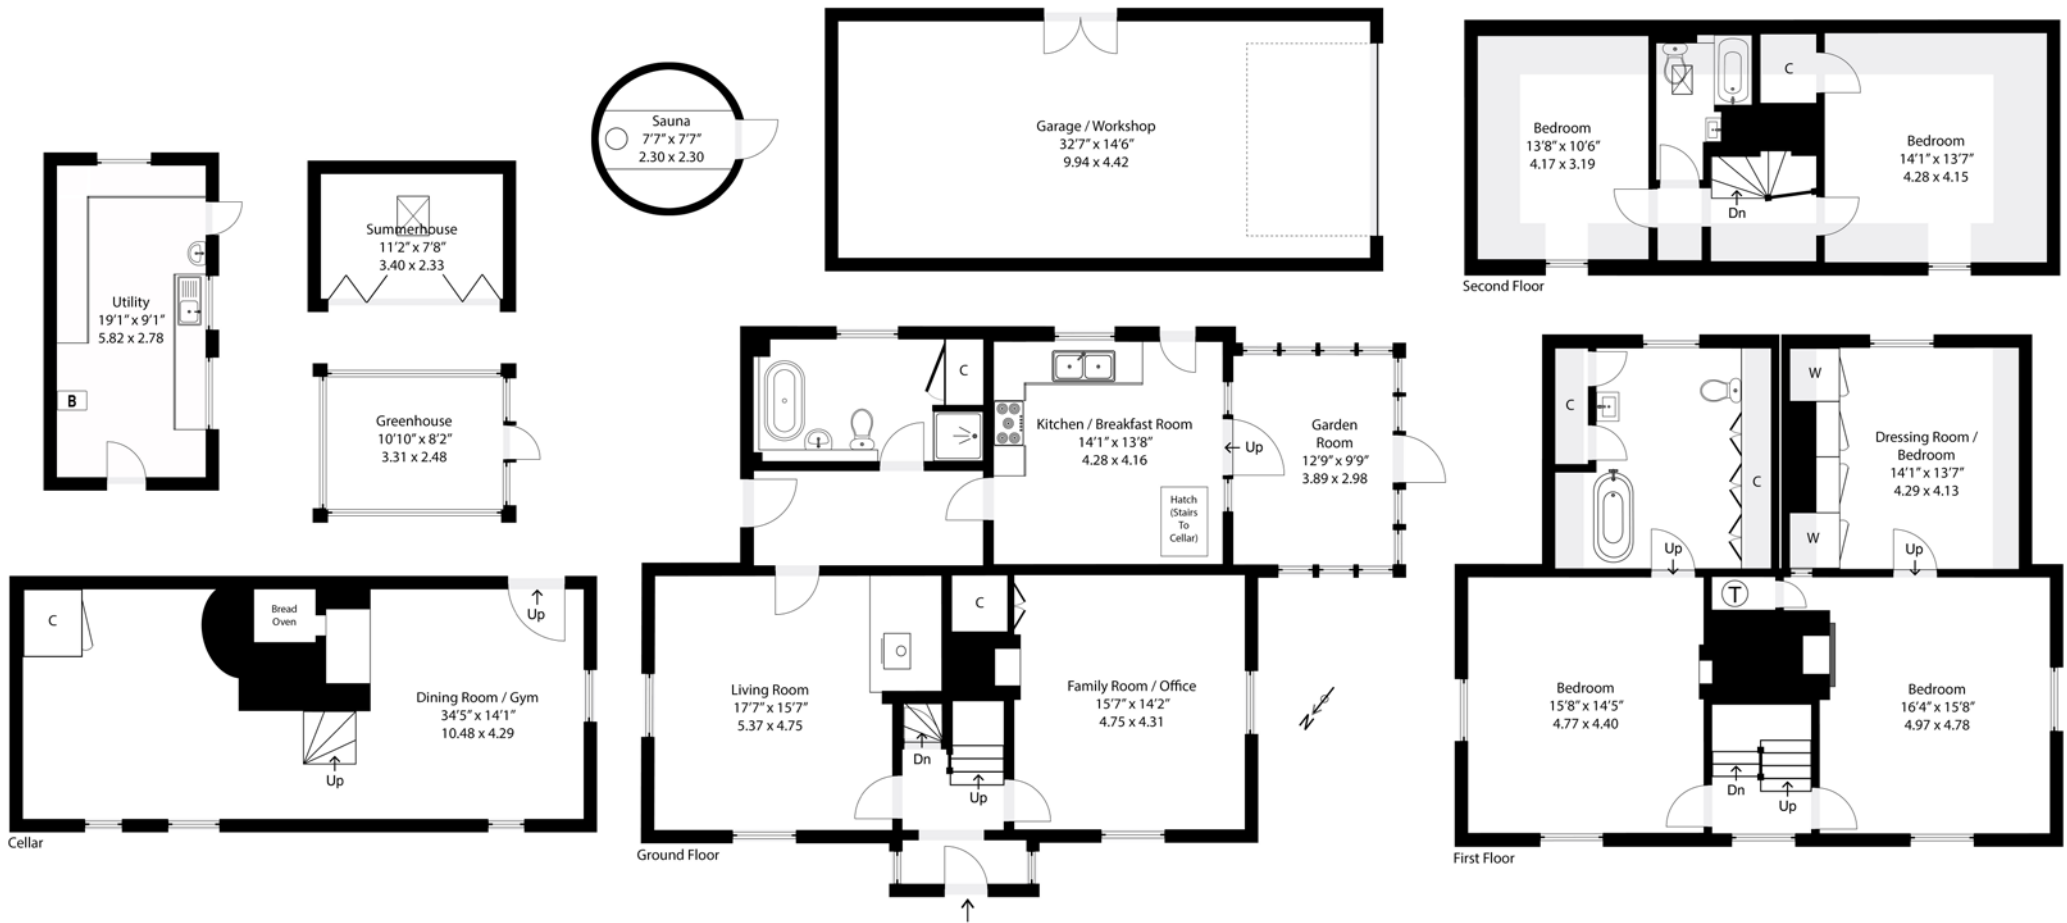 Sauna
7'7" x 7'7"
2.30 x 2.30
Garage / Workshop
32'7" x 14'6"
9.94 x 4.42
Bedroom
13'8" x 10'6"
4.17 x 3.19
C
Bedroom
14'1" x 13'7"
4.28 x 4.15
Dn
Second Floor
Utility
19'1" x 9'1"
5.82 x 2.78
B
Summerhouse
11'2" x 7'8"
3.40 x 2.33
Greenhouse
10'10" x 8'2"
3.31 x 2.48
C
Kitchen / Breakfast Room
14'1" x 13'8"
4.28 x 4.16
Hatch
(Stairs
To
Cellar)
Up
Garden
Room
12'9" x 9'9"
3.89 x 2.98
C
C
Up
W
W
Dressing Room /
Bedroom
14'1" x 13'7"
4.29 x 4.13
Up
C
Bread
Oven
Up
Dining Room / Gym
34'5" x 14'1"
10.48 x 4.29
Up
Cellar
Living Room
17'7" x 15'7"
5.37 x 4.75
C
Family Room / Office
15'7" x 14'2"
4.75 x 4.31
Dn
Up
Ground Floor
N
T
Bedroom
15'8" x 14'5"
4.77 x 4.40
Bedroom
16'4" x 15'8"
4.97 x 4.78
Dn
Up
First Floor